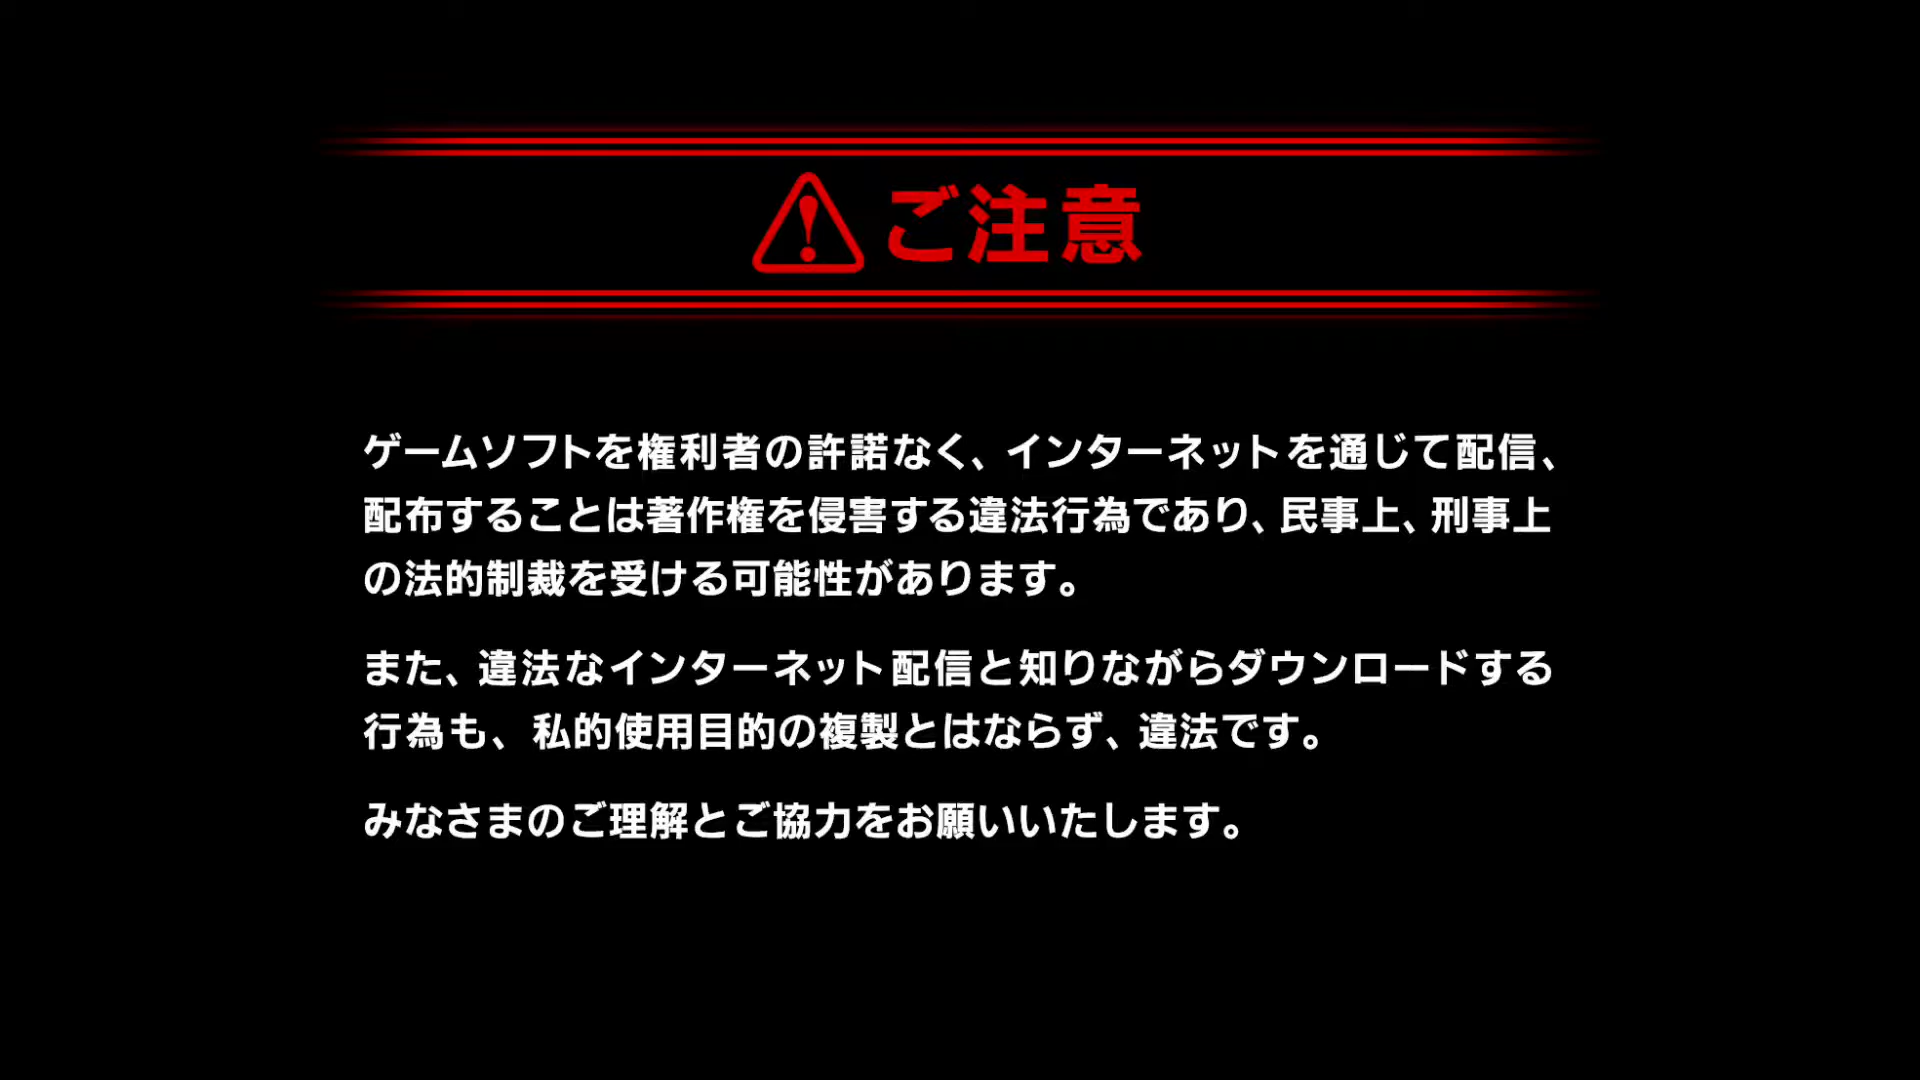 ご注意
ゲームソフトを権利者の許諾なく、インターネットを通じて配信、
配布することは著作権を侵害する違法行為であり、民事上、刑事上
の法的制裁を受ける可能性があります。
また、違法なインターネット配信と知りながらダウンロードする
行為も、私的使用目的の複製とはならず、違法です。
みなさまのご理解とご協力をお願いいたします。